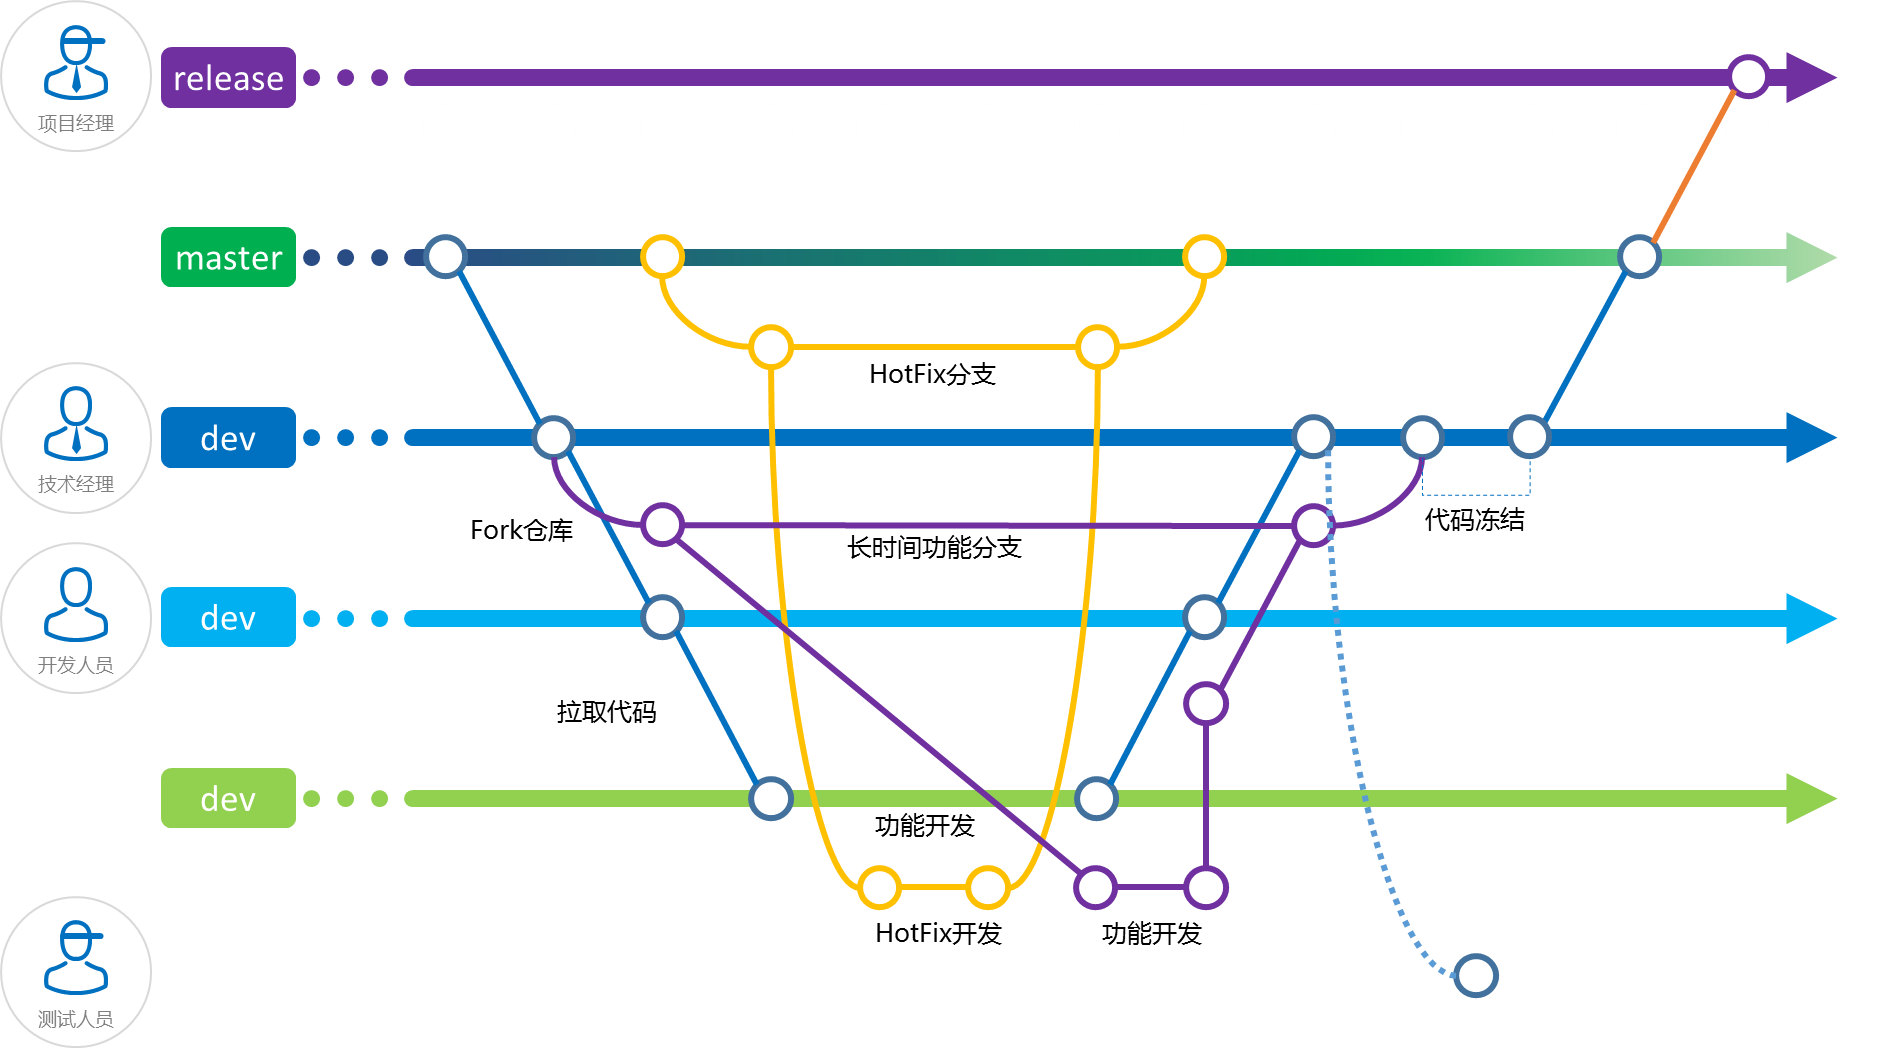 release
项目经理
master
HotFix分支
dev
技术经理
Fork仓库
长时间功能分支
代码冻结
dev
开发人员
拉取代码
dev
功能开发
HotFix开发
功能开发
测试人员